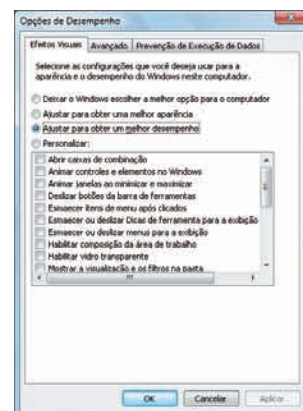 Opções de Desempenho
Efeitos Visuais Avançado Prevenção de Execução de Dados
Selecione as configurações que você deseja usar para a
aparência e o desempenho do Windows neste computador.
Deixar o Windows escolher a melhor opção para o computador
Ajustar para obter uma melhor aparência
Ajustar para obter um melhor desempenho
Personalizar:
Abrir caixas de combinação
Animar controles e elementos no Windows
Animar janelas ao minimizar e maximizar
Deslizar botões da barra de ferramentas
Esmaecer itens de menu após clicados
Esmaecer ou deslizar Dicas de ferramenta para a exibição
Esmaecer ou deslizar menus para a exibição
Habilitar composição da área de trabalho
Habilitar vidro transparente
Mostrar a visualização e os filtros na pasta
OK Cancelar Aplicar